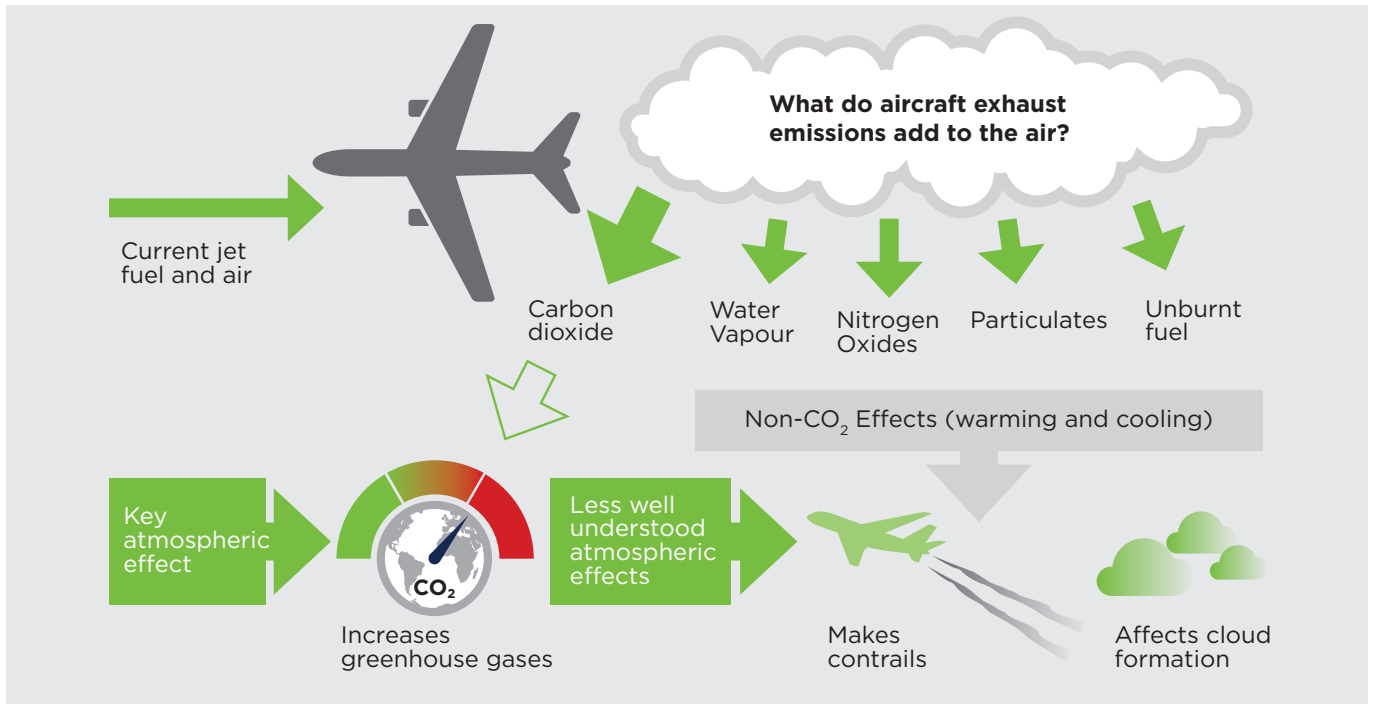 What do aircraft exhaust
emissions add to the air?
Current jet
fuel and air
Carbon
dioxide
Water
Vapour
Nitrogen
Oxides
Particulates
Unburnt
fuel
Non-CO₂ Effects (warming and cooling)
Key
atmospheric
effect
CO₂
Increases
greenhouse gases
Less well
understood
atmospheric
effects
Makes
contrails
Affects cloud
formation